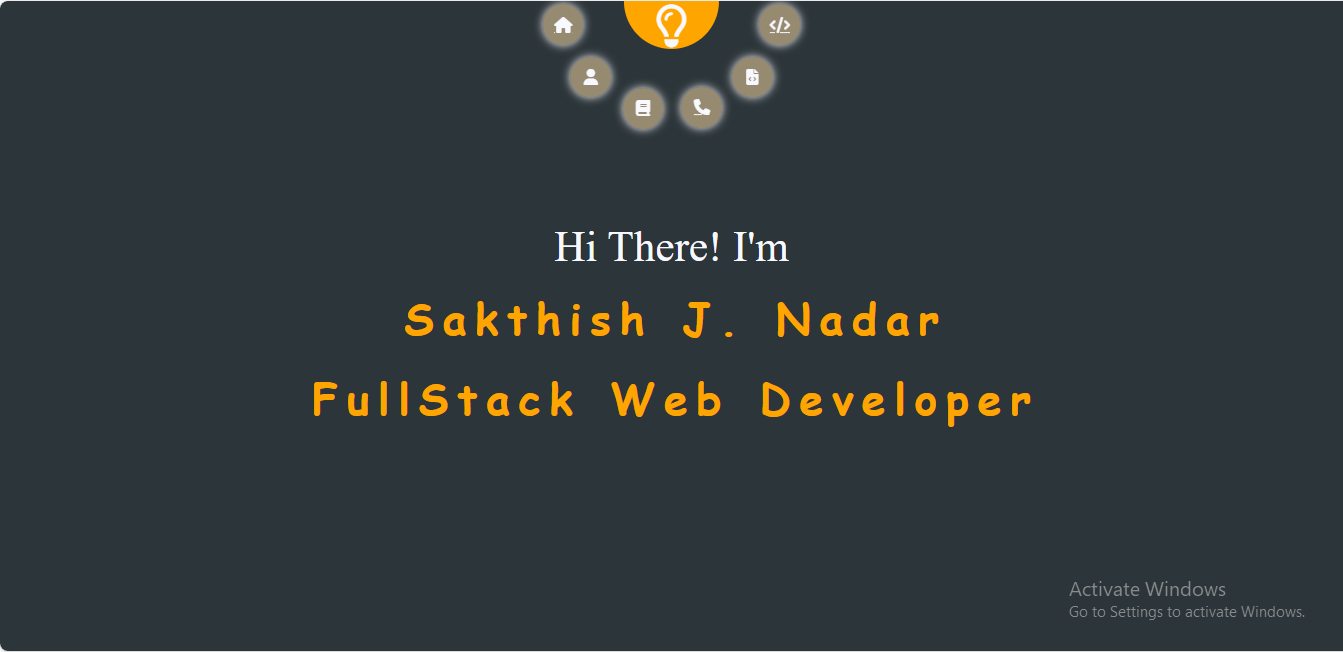 Hi There! I'm
Sakthish J. Nadar
FullStack Web Developer
Activate Windows
Go to Settings to activate Windows.